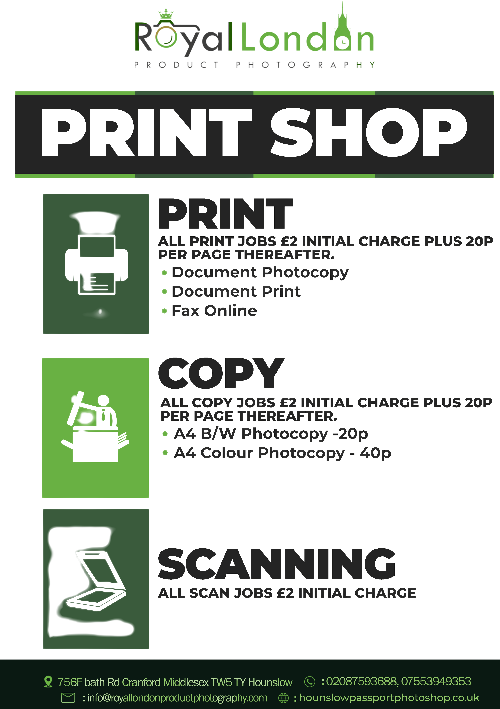 Royal London
PRODUCT PHOTOGRAPHY
PRINT SHOP
PRINT
ALL PRINT JOBS £2 INITIAL CHARGE PLUS 20P
PER PAGE THEREAFTER.
• Document Photocopy
• Document Print
• Fax Online
COPY
ALL COPY JOBS £2 INITIAL CHARGE PLUS 20P
PER PAGE THEREAFTER.
• A4 B/W Photocopy -20p
• A4 Colour Photocopy - 40p
SCANNING
ALL SCAN JOBS £2 INITIAL CHARGE
756F bath Rd Cranford Middlesex TW5 TY Hounslow : 02087593688, 07553949353
: info@royallondonproductphotography.com : hounslowpassportphotoshop.co.uk